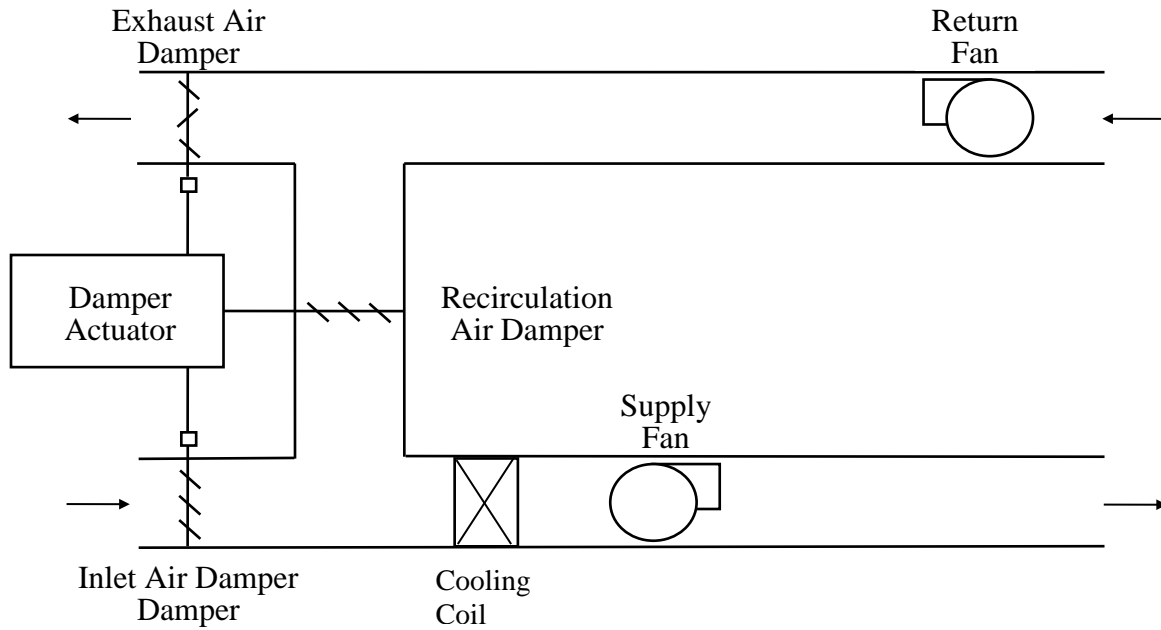 Exhaust Air
Damper
Return
Fan
Damper
Actuator
Recirculation
Air Damper
Supply
Fan
Inlet Air Damper
Damper
Cooling
Coil